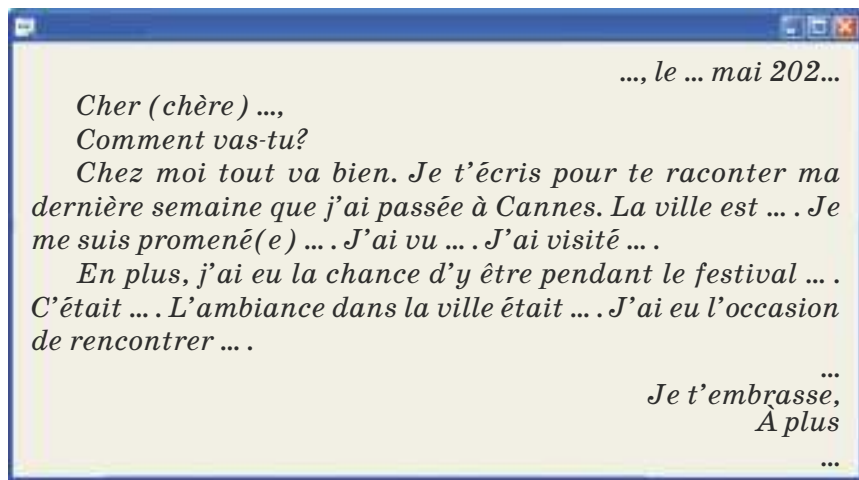 ..., le ... mai 202...
Cher (chère) ...,
Comment vas-tu?
Chez moi tout va bien. Je t'écris pour te raconter ma
dernière semaine que j'ai passée à Cannes. La ville est ... . Je
me suis promené(e) ... . J'ai vu ... . J'ai visité ... .
En plus, j'ai eu la chance d'y être pendant le festival ... .
C'était ... . L'ambiance dans la ville était ... . J'ai eu l'occasion
de rencontrer ... .
...
Je t'embrasse,
À plus
...